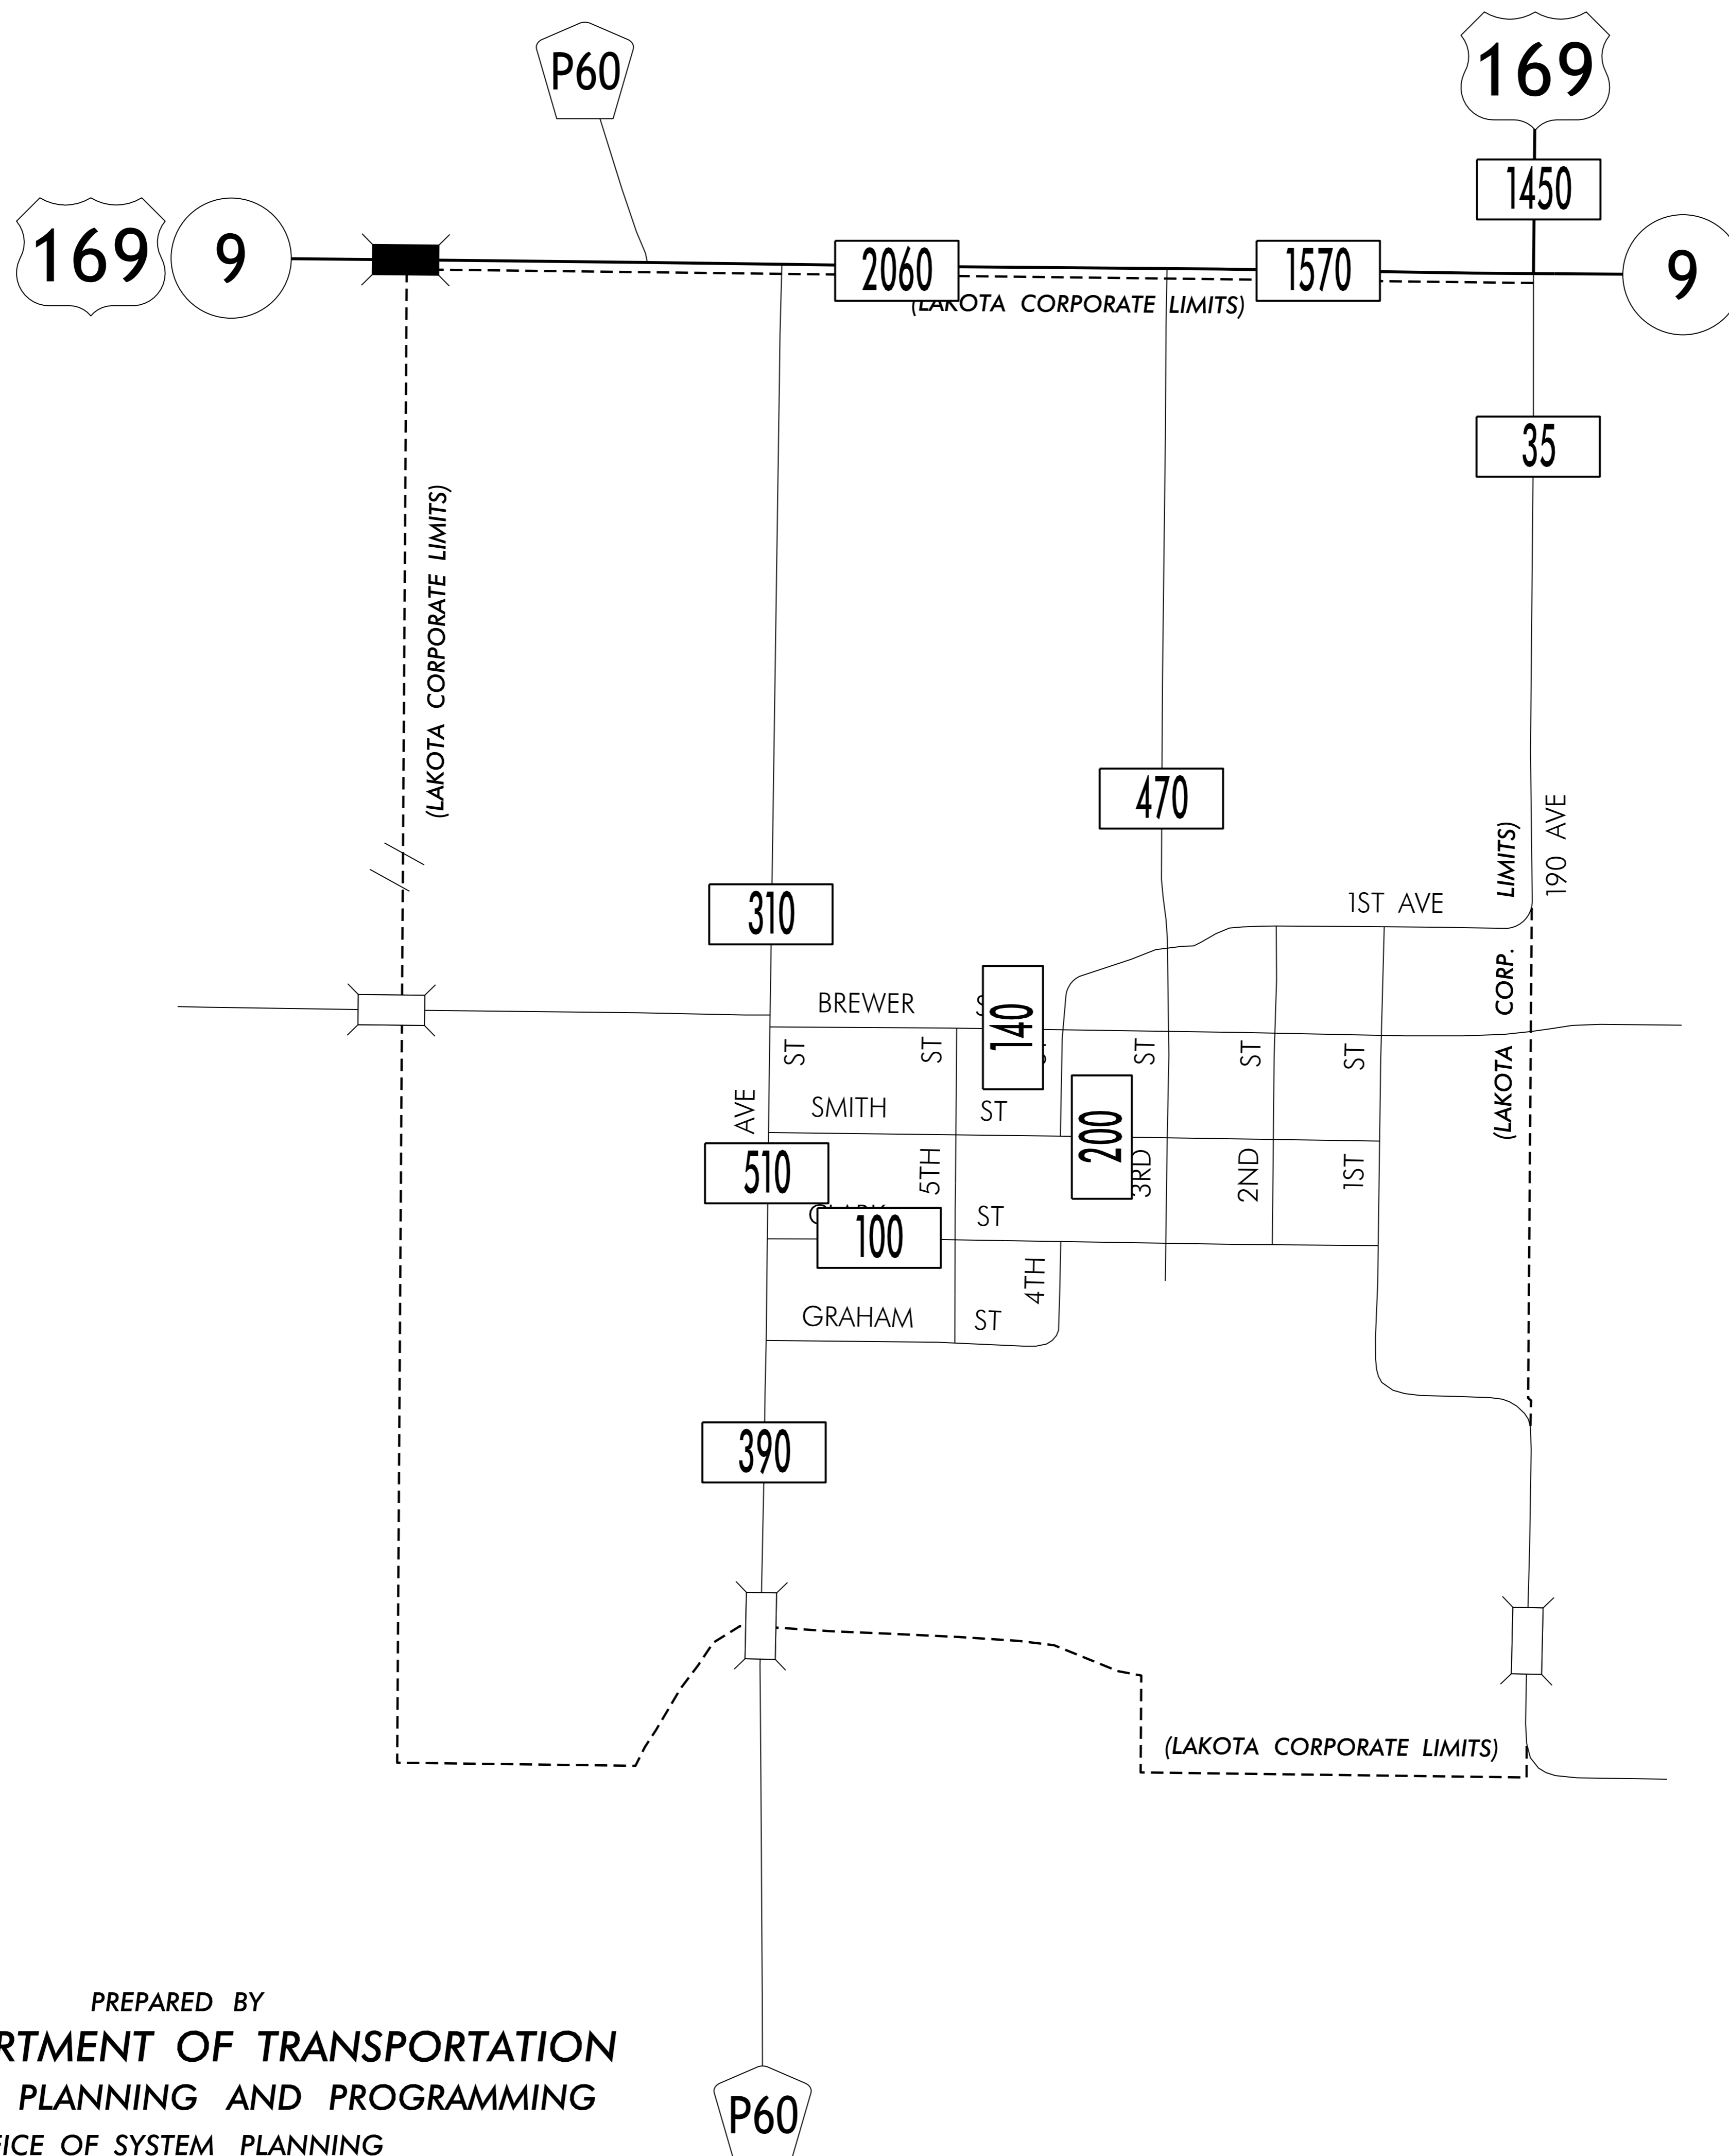 P60
169
1450
169 9
2060
1570
9
(LAKOTA CORPORATE LIMITS)
35
(LAKOTA CORPORATE LIMITS)
470
LIMITS)
190 AVE
310
1ST AVE
(LAKOTA CORP.
BREWER
140
ST
ST
ST
ST
ST
AVE
SMITH ST
200
510
5TH
3RD
2ND
1ST
ST
100
4TH
GRAHAM ST
390
(LAKOTA CORPORATE LIMITS)
PREPARED BY
OF TRANSPORTATION
PLANNING AND PROGRAMMING
OF SYSTEM PLANNING
P60